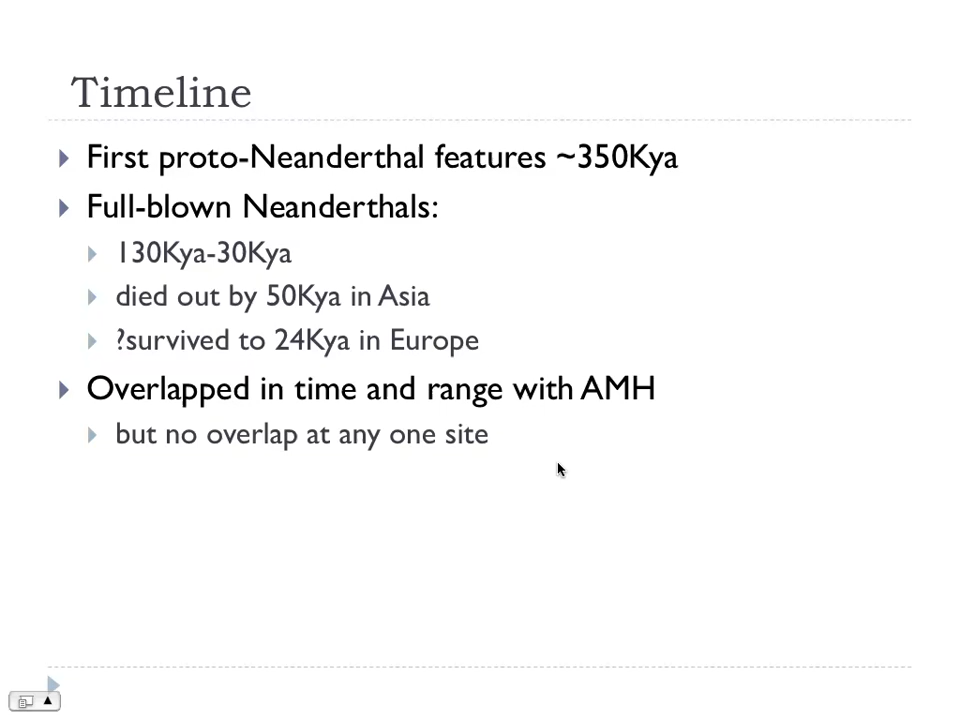 Timeline
First proto-Neanderthal features ~350Kya
Full-blown Neanderthals:
130Kya-30Kya
died out by 50Kya in Asia
?survived to 24Kya in Europe
Overlapped in time and range with AMH
but no overlap at any one site